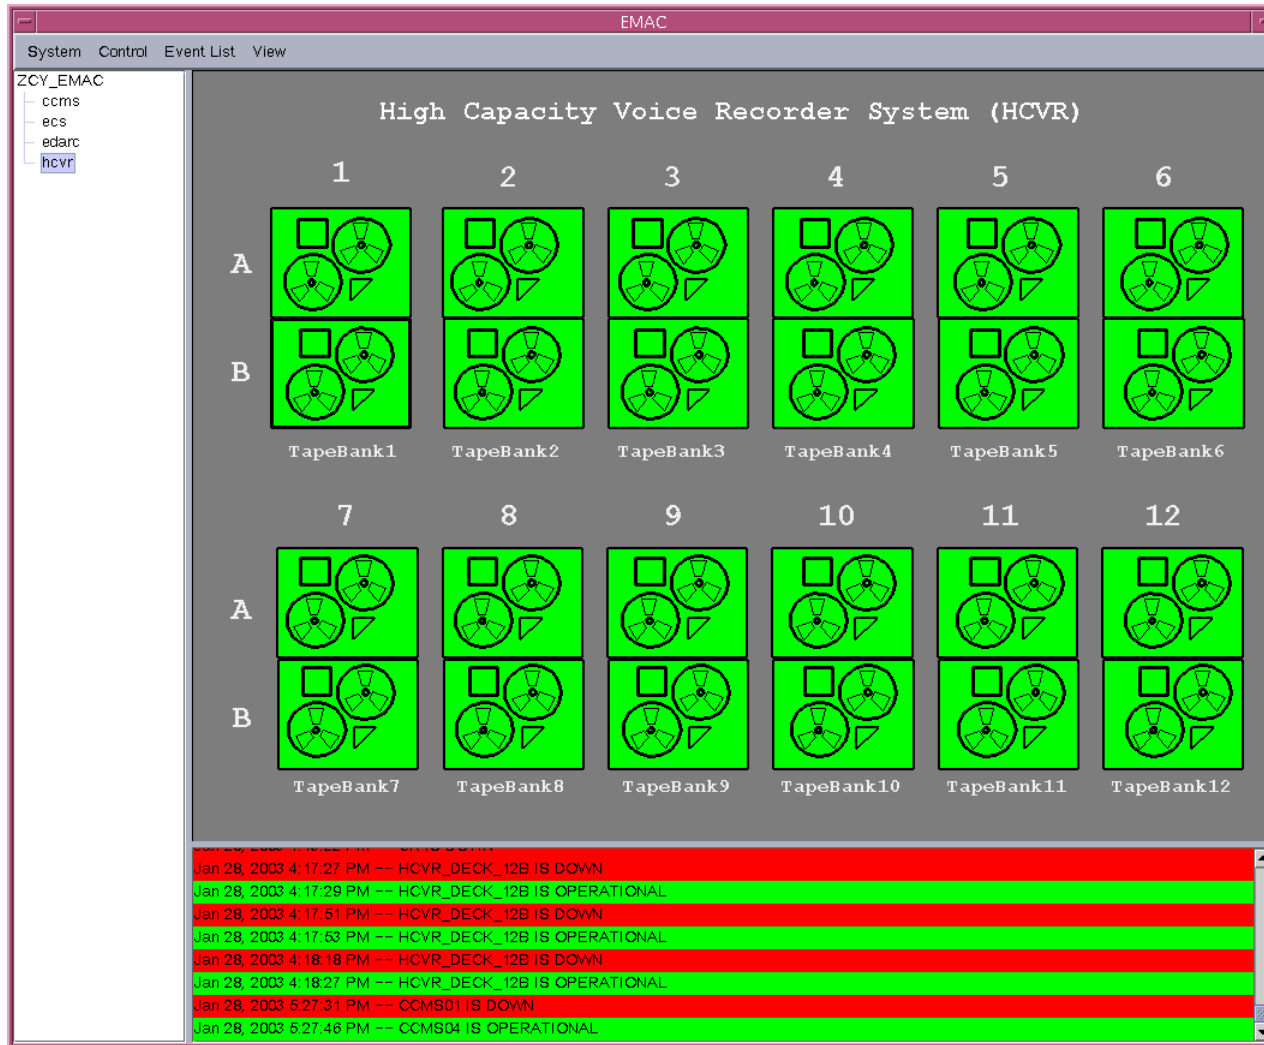 EMAC
System Control Event List View
ZCY_EMAC
ccms
ecs
edarc
hcvr
High Capacity Voice Recorder System (HCVR)
1 2 3 4 5 6
A
B
TapeBank1 TapeBank2 TapeBank3 TapeBank4 TapeBank5 TapeBank6
7 8 9 10 11 12
A
B
TapeBank7 TapeBank8 TapeBank9 TapeBank10 TapeBank11 TapeBank12
Jan 28, 2003 4:17:27 PM -- HCVR_DECK_12B IS DOWN
Jan 28, 2003 4:17:29 PM -- HCVR_DECK_12B IS OPERATIONAL
Jan 28, 2003 4:17:51 PM -- HCVR_DECK_12B IS DOWN
Jan 28, 2003 4:17:53 PM -- HCVR_DECK_12B IS OPERATIONAL
Jan 28, 2003 4:18:18 PM -- HCVR_DECK_12B IS DOWN
Jan 28, 2003 4:18:27 PM -- HCVR_DECK_12B IS OPERATIONAL
Jan 28, 2003 5:27:31 PM -- CCMS01 IS DOWN
Jan 28, 2003 5:27:46 PM -- CCMS04 IS OPERATIONAL